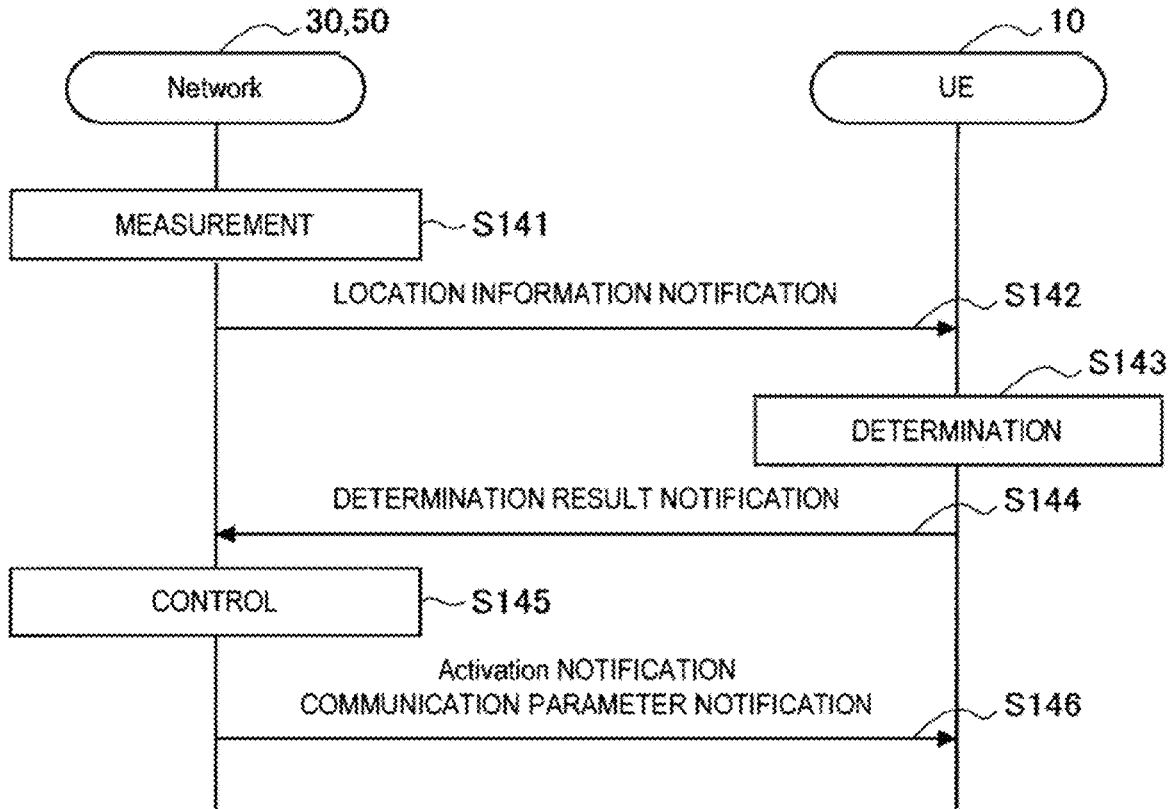 30,50
10
Network
UE
MEASUREMENT
S141
LOCATION INFORMATION NOTIFICATION
S142
S143
DETERMINATION
DETERMINATION RESULT NOTIFICATION
S144
CONTROL
S145
Activation NOTIFICATION
COMMUNICATION PARAMETER NOTIFICATION
S146